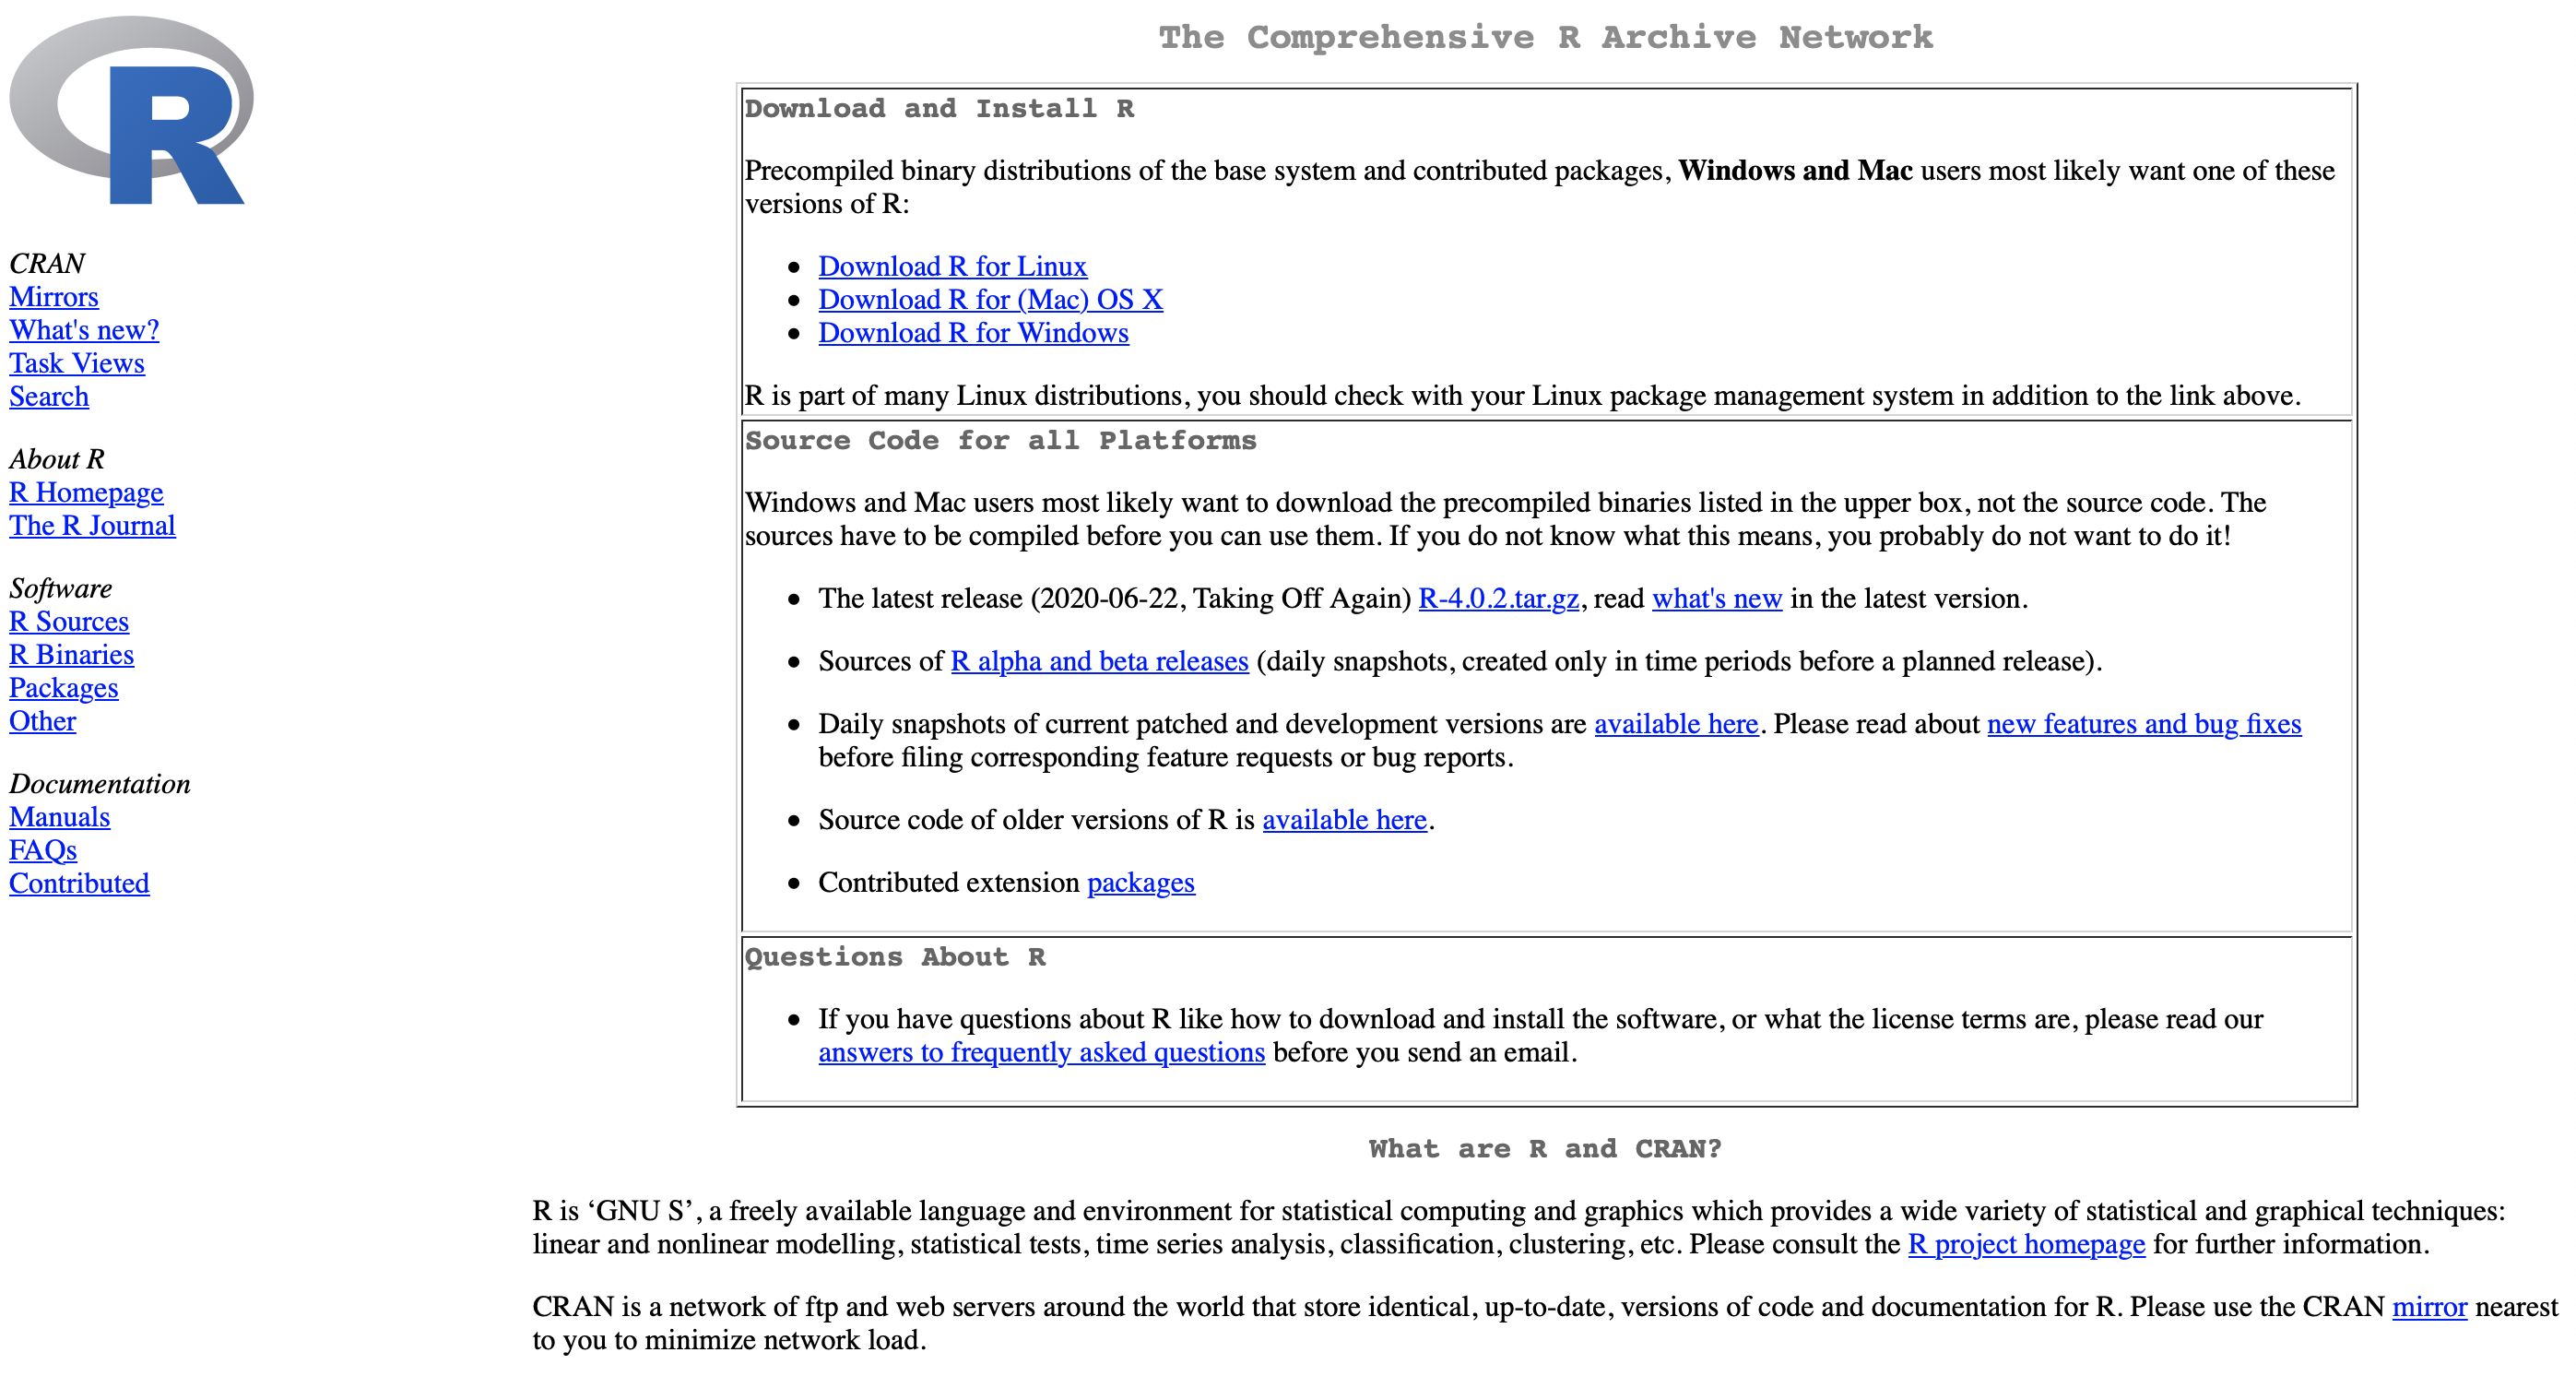 R
CRAN
Mirrors
What's new?
Task Views
Search
About R
R Homepage
The R Journal
Software
R Sources
R Binaries
Packages
Other
Documentation
Manuals
FAQs
Contributed
The Comprehensive R Archive Network
Download and Install R
Precompiled binary distributions of the base system and contributed packages, Windows and Mac users most likely want one of these
versions of R:
• Download R for Linux
• Download R for (Mac) OS X
• Download R for Windows
R is part of many Linux distributions, you should check with your Linux package management system in addition to the link above.
Source Code for all Platforms
Windows and Mac users most likely want to download the precompiled binaries listed in the upper box, not the source code. The
sources have to be compiled before you can use them. If you do not know what this means, you probably do not want to do it!
• The latest release (2020-06-22, Taking Off Again) R-4.0.2.tar.gz, read what's new in the latest version.
• Sources of R alpha and beta releases (daily snapshots, created only in time periods before a planned release).
• Daily snapshots of current patched and development versions are available here. Please read about new features and bug fixes
before filing corresponding feature requests or bug reports.
• Source code of older versions of R is available here.
• Contributed extension packages
Questions About R
• If you have questions about R like how to download and install the software, or what the license terms are, please read our
answers to frequently asked questions before you send an email.
What are R and CRAN?
R is ‘GNU S’, a freely available language and environment for statistical computing and graphics which provides a wide variety of statistical and graphical techniques:
linear and nonlinear modelling, statistical tests, time series analysis, classification, clustering, etc. Please consult the R project homepage for further information.
CRAN is a network of ftp and web servers around the world that store identical, up-to-date, versions of code and documentation for R. Please use the CRAN mirror nearest
to you to minimize network load.